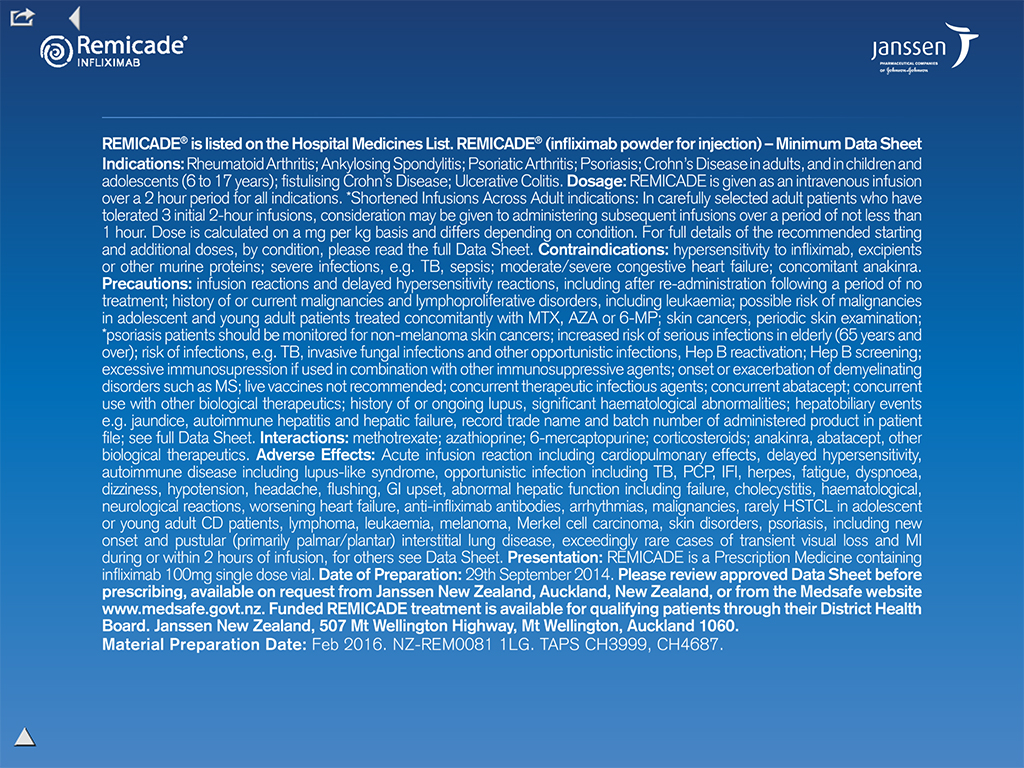 Remicade®
INFLIXIMAB
janssen
PHARMACEUTICAL COMPANIES
OF Johnson & Johnson
REMICADE® is listed on the Hospital Medicines List. REMICADE® (infliximab powder for injection) – Minimum Data Sheet
Indications: Rheumatoid Arthritis; Ankylosing Spondylitis; Psoriatic Arthritis; Psoriasis; Crohn's Disease in adults, and in children and
adolescents (6 to 17 years); fistulising Crohn's Disease; Ulcerative Colitis. Dosage: REMICADE is given as an intravenous infusion
over a 2 hour period for all indications. *Shortened Infusions Across Adult indications: In carefully selected adult patients who have
tolerated 3 initial 2-hour infusions, consideration may be given to administering subsequent infusions over a period of not less than
1 hour. Dose is calculated on a mg per kg basis and differs depending on condition. For full details of the recommended starting
and additional doses, by condition, please read the full Data Sheet. Contraindications: hypersensitivity to infliximab, excipients
or other murine proteins; severe infections, e.g. TB, sepsis; moderate/severe congestive heart failure; concomitant anakinra.
Precautions: infusion reactions and delayed hypersensitivity reactions, including after re-administration following a period of no
treatment; history of or current malignancies and lymphoproliferative disorders, including leukaemia; possible risk of malignancies
in adolescent and young adult patients treated concomitantly with MTX, AZA or 6-MP; skin cancers, periodic skin examination;
*psoriasis patients should be monitored for non-melanoma skin cancers; increased risk of serious infections in elderly (65 years and
over); risk of infections, e.g. TB, invasive fungal infections and other opportunistic infections, Hep B reactivation; Hep B screening;
excessive immunosupression if used in combination with other immunosuppressive agents; onset or exacerbation of demyelinating
disorders such as MS; live vaccines not recommended; concurrent therapeutic infectious agents; concurrent abatacept; concurrent
use with other biological therapeutics; history of or ongoing lupus, significant haematological abnormalities; hepatobiliary events
e.g. jaundice, autoimmune hepatitis and hepatic failure, record trade name and batch number of administered product in patient
file; see full Data Sheet. Interactions: methotrexate; azathioprine; 6-mercaptopurine; corticosteroids; anakinra, abatacept, other
biological therapeutics. Adverse Effects: Acute infusion reaction including cardiopulmonary effects, delayed hypersensitivity,
autoimmune disease including lupus-like syndrome, opportunistic infection including TB, PCP, IFI, herpes, fatigue, dyspnoea,
dizziness, hypotension, headache, flushing, GI upset, abnormal hepatic function including failure, cholecystitis, haematological,
neurological reactions, worsening heart failure, anti-infliximab antibodies, arrhythmias, malignancies, rarely HSTCL in adolescent
or young adult CD patients, lymphoma, leukaemia, melanoma, Merkel cell carcinoma, skin disorders, psoriasis, including new
onset and pustular (primarily palmar/plantar) interstitial lung disease, exceedingly rare cases of transient visual loss and MI
during or within 2 hours of infusion, for others see Data Sheet. Presentation: REMICADE is a Prescription Medicine containing
infliximab 100mg single dose vial. Date of Preparation: 29th September 2014. Please review approved Data Sheet before
prescribing, available on request from Janssen New Zealand, Auckland, New Zealand, or from the Medsafe website
www.medsafe.govt.nz. Funded REMICADE treatment is available for qualifying patients through their District Health
Board. Janssen New Zealand, 507 Mt Wellington Highway, Mt Wellington, Auckland 1060.
Material Preparation Date: Feb 2016. NZ-REM0081 1LG. TAPS CH3999, CH4687.